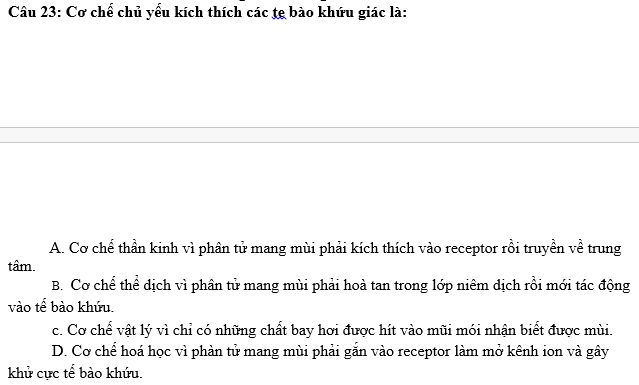 Câu 23: Cơ chế chủ yếu kích thích các tẹ bào khứu giác là:
A. Cơ chế thần kinh vì phân tử mang mùi phải kích thích vào receptor rồi truyền về trung
tâm.
B. Cơ chế thể dịch vì phân tử mang mùi phải hoà tan trong lớp niêm dịch rồi mới tác động
vào tế bào khứu.
c. Cơ chế vật lý vì chỉ có những chất bay hơi được hít vào mũi mói nhận biết được mùi.
D. Cơ chế hoá học vì phàn tử mang mùi phải gắn vào receptor làm mở kênh ion và gây
khử cực tế bào khứu.